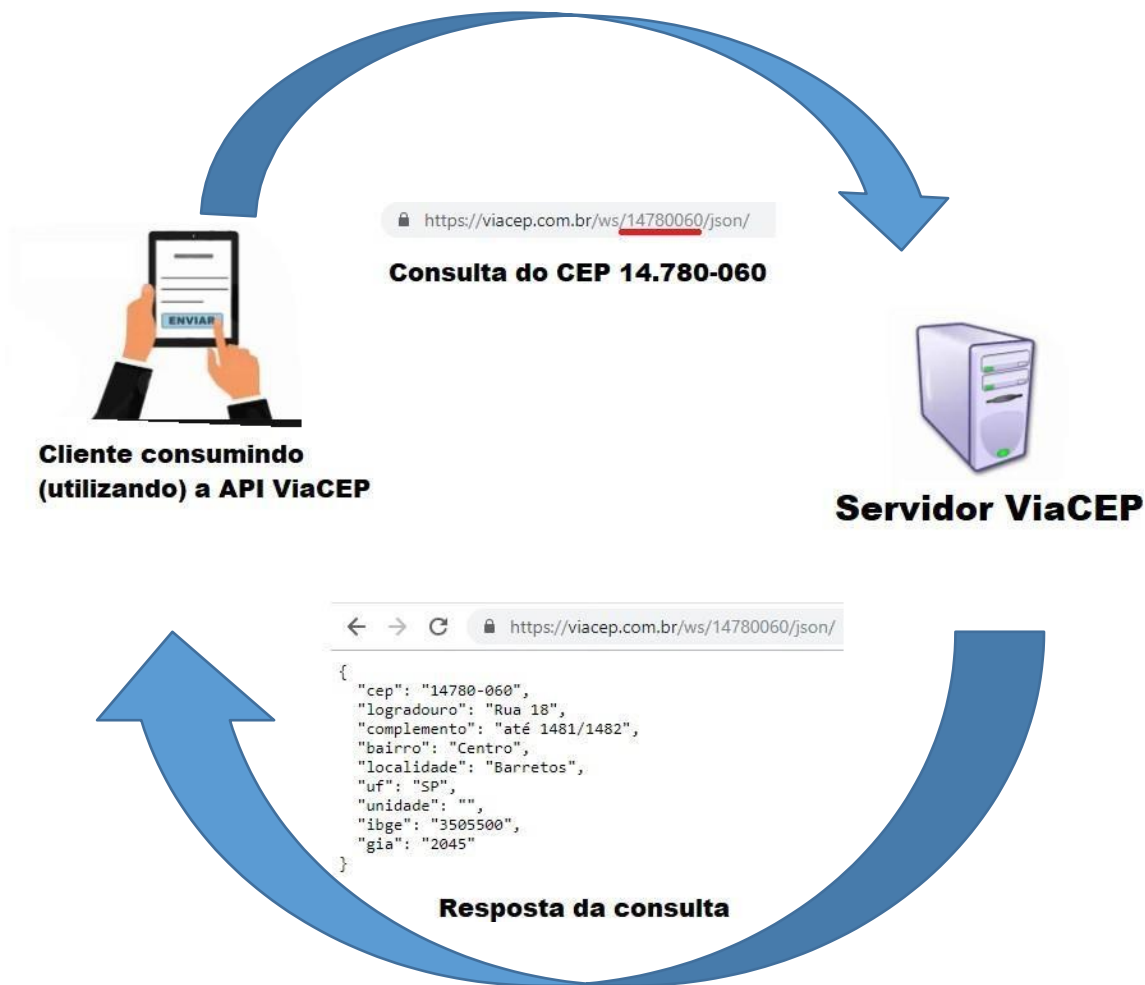 https://viacep.com.br/ws/14780060/json/
Consulta do CEP 14.780-060
ENVIAR
Cliente consumindo
(utilizando) a API ViaCEP
Servidor ViaCEP
https://viacep.com.br/ws/14780060/json/
{
"cep": "14780-060",
"logradouro": "Rua 18",
"complemento": "até 1481/1482",
"bairro": "Centro",
"localidade": "Barretos",
"uf": "SP",
"unidade": "",
"ibge": "3505500",
"gia": "2045"
}
Resposta da consulta